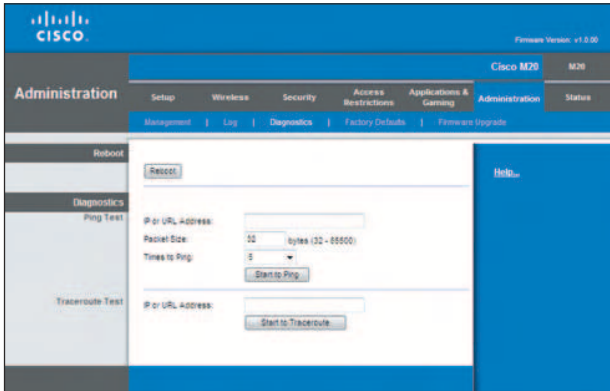 CISCO
Firmware Version: v1.0.00
Cisco M20 M20
Administration
Setup Wireless Security Access Restrictions Applications & Gaming Administration Status
Management | Log | Diagnostics | Factory Defaults | Firmware Upgrade
Reboot
Reboot
Help...
Diagnostics
Ping Test
IP or URL Address:
Packet Size: 32 bytes (32 - 65500)
Times to Ping: 5
Start to Ping
Traceroute Test
IP or URL Address:
Start to Traceroute